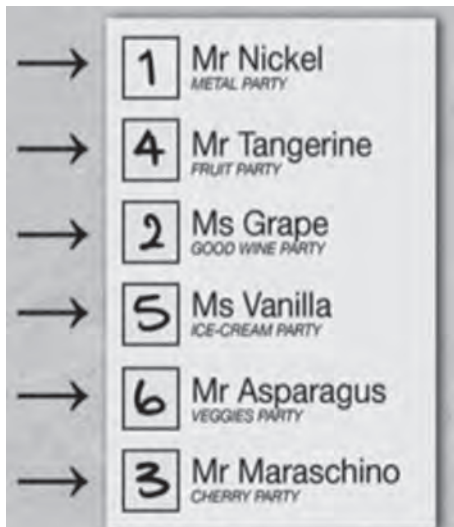 1 Mr Nickel
METAL PARTY
4 Mr Tangerine
FRUIT PARTY
2 Ms Grape
GOOD WINE PARTY
5 Ms Vanilla
ICE-CREAM PARTY
6 Mr Asparagus
VEGGIES PARTY
3 Mr Maraschino
CHERRY PARTY